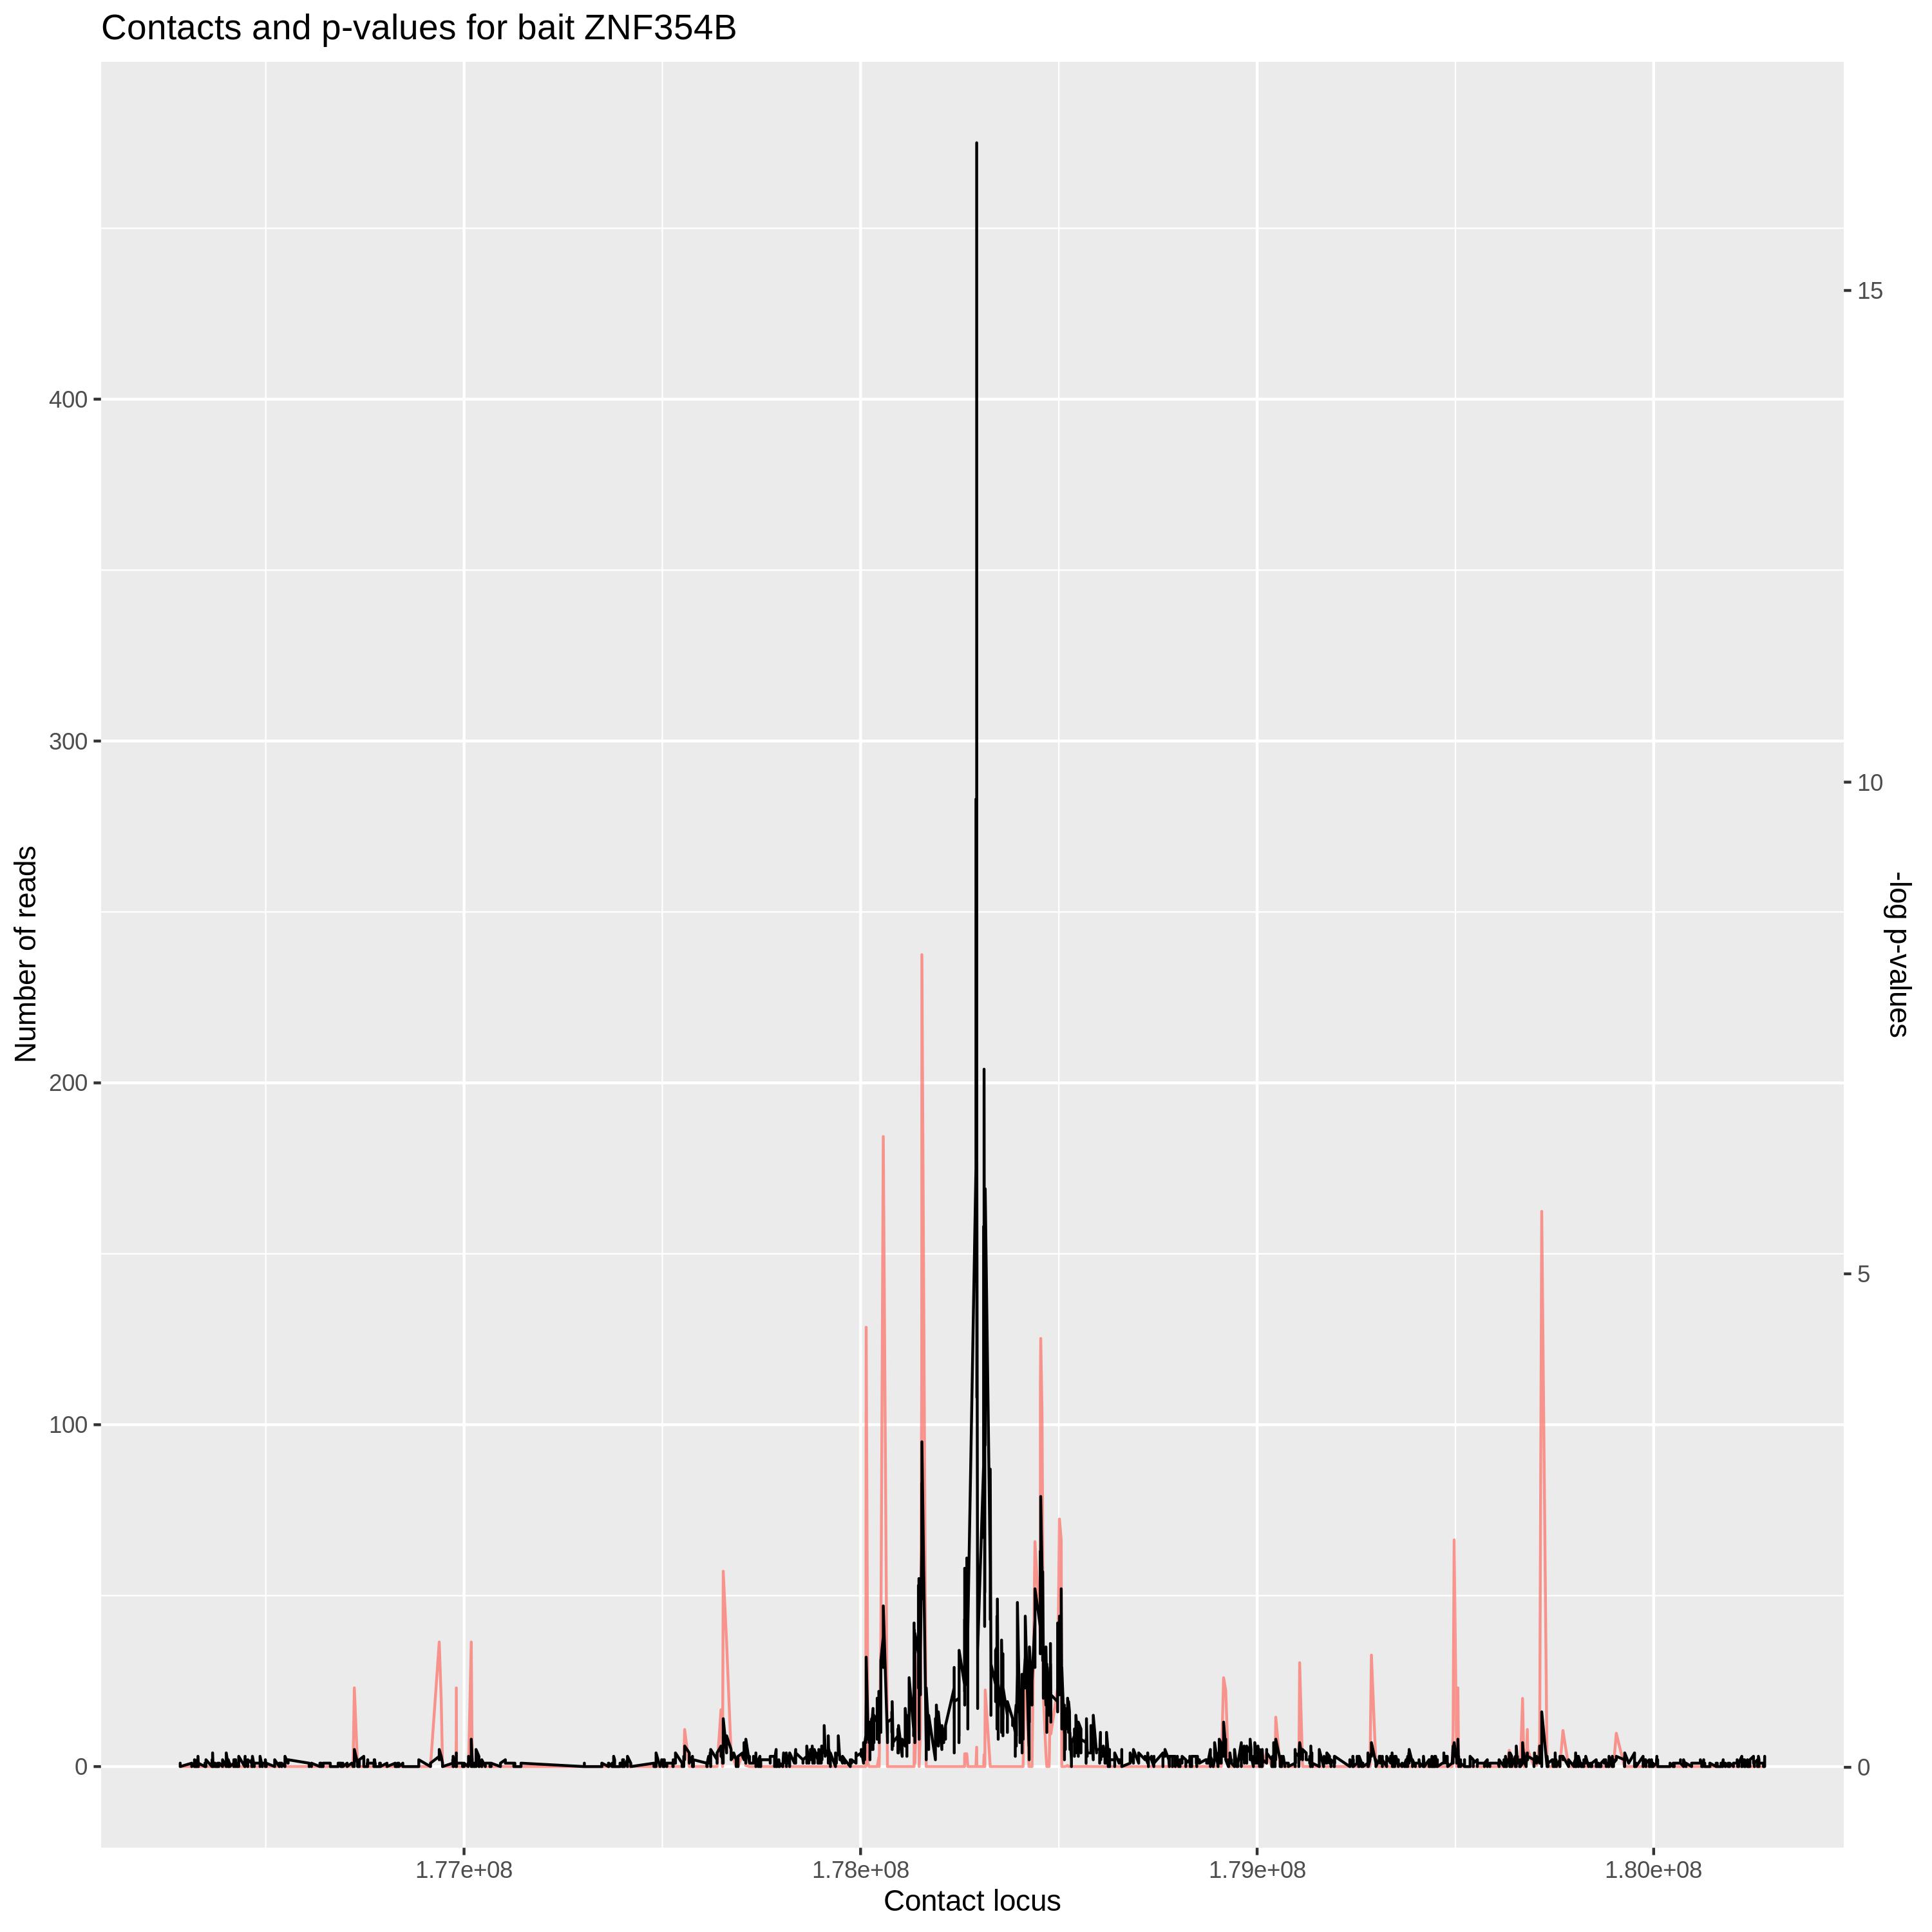 Contacts and p-values for bait ZNF354B
Number of reads
400
300
200
100
0
15
10
5
0
-log p-values
1.77e+08
1.78e+08
1.79e+08
1.80e+08
Contact locus